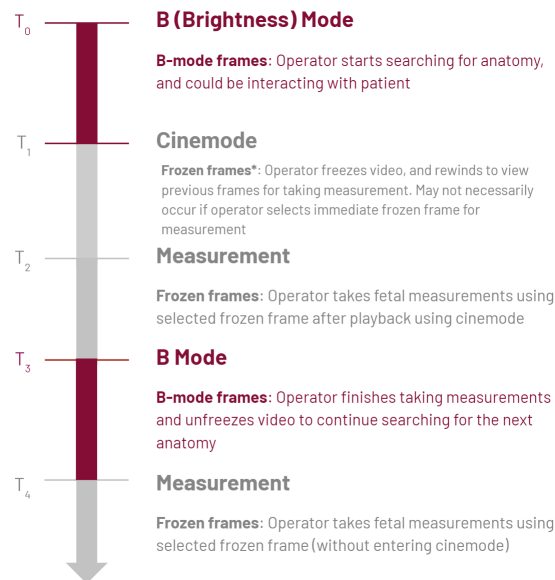 T0
B (Brightness) Mode
B-mode frames: Operator starts searching for anatomy,
and could be interacting with patient
T1
Cinemode
Frozen frames*: Operator freezes video, and rewinds to view
previous frames for taking measurement. May not necessarily
occur if operator selects immediate frozen frame for
measurement
T2
Measurement
Frozen frames: Operator takes fetal measurements using
selected frozen frame after playback using cinemode
T3
B Mode
B-mode frames: Operator finishes taking measurements
and unfreezes video to continue searching for the next
anatomy
T4
Measurement
Frozen frames: Operator takes fetal measurements using
selected frozen frame (without entering cinemode)